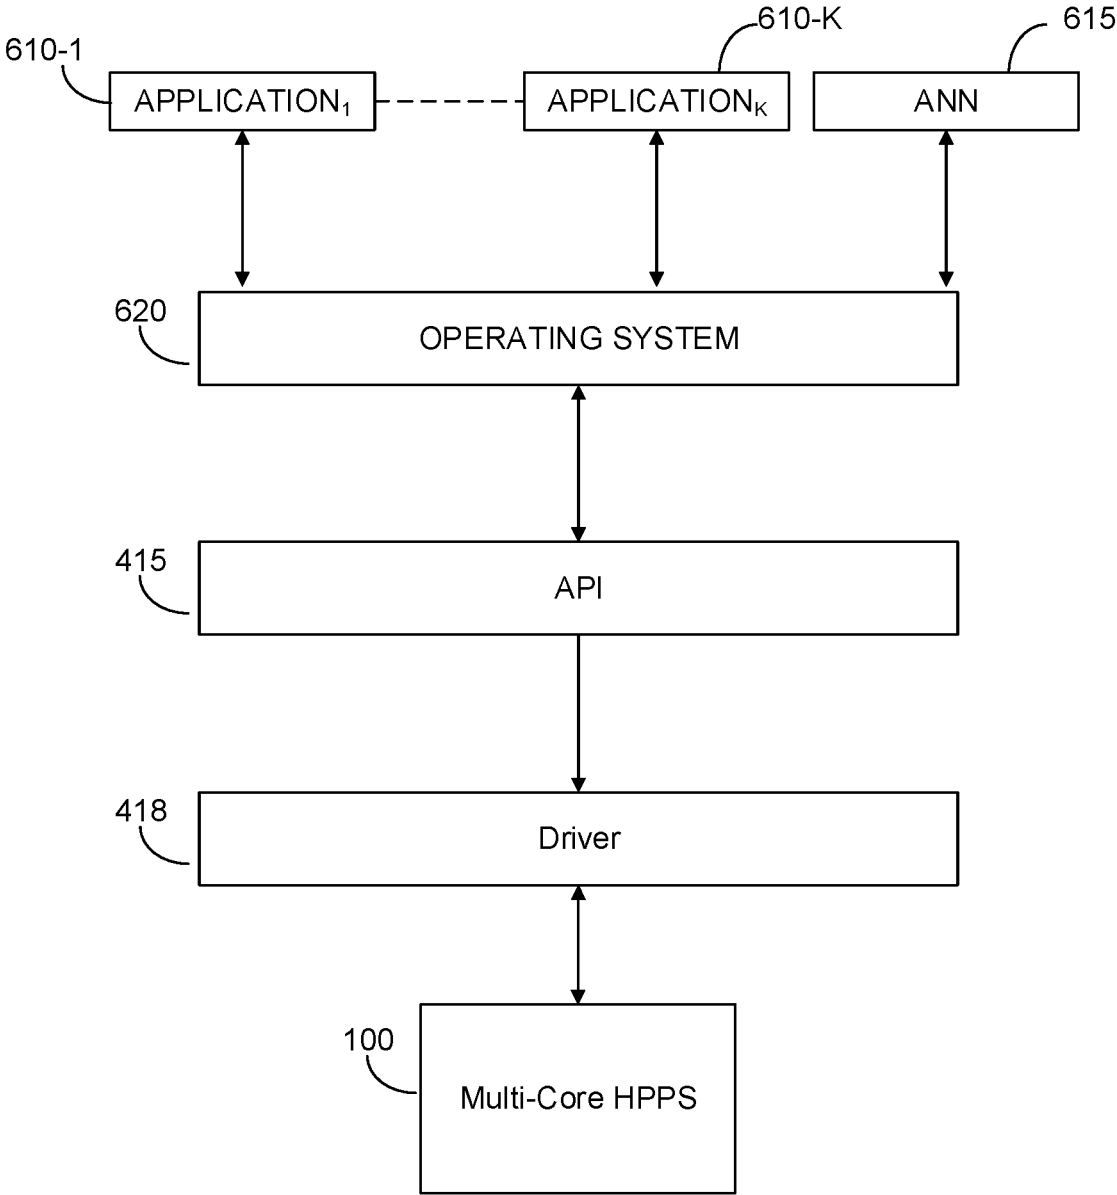 610-K
615
610-1
APPLICATION1
APPLICATIONK
ANN
620
OPERATING SYSTEM
415
API
418
Driver
100
Multi-Core HPPS